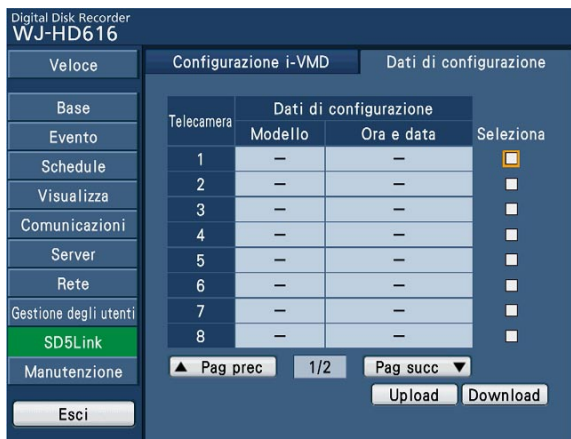 Digital Disk Recorder
WJ-HD616
Veloce
Base
Evento
Schedule
Visualizza
Comunicazioni
Server
Rete
Gestione degli utenti
SD5Link
Manutenzione
Esci
Configurazione i-VMD
Dati di configurazione
Telecamera
Dati di configurazione
Modello
Ora e data
Seleziona
1 – –
2 – –
3 – –
4 – –
5 – –
6 – –
7 – –
8 – –
▲ Pag prec 1/2 Pag succ ▼
Upload Download